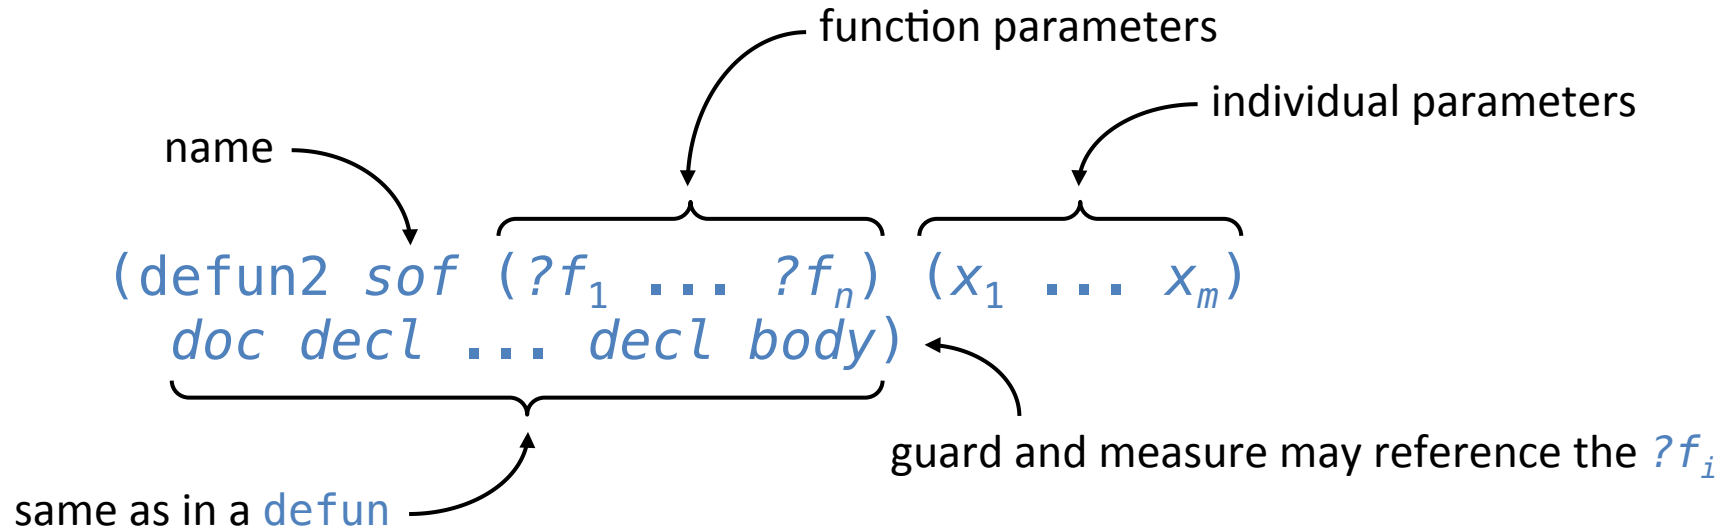 function parameters
individual parameters
name
(defun2 sof (?f₁ ... ?fₙ) (x₁ ... xₘ)
doc decl ... decl body)
guard and measure may reference the ?fᵢ
same as in a defun